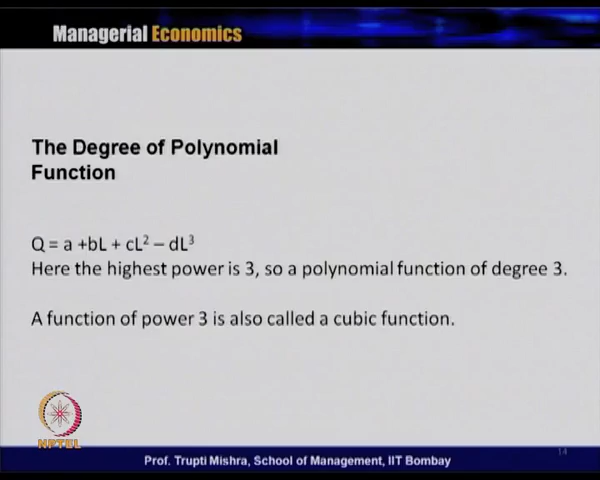 Managerial Economics
The Degree of Polynomial
Function
Q = a +bL + cL² – dL³
Here the highest power is 3, so a polynomial function of degree 3.
A function of power 3 is also called a cubic function.
NPTEL
14
Prof. Trupti Mishra, School of Management, IIT Bombay